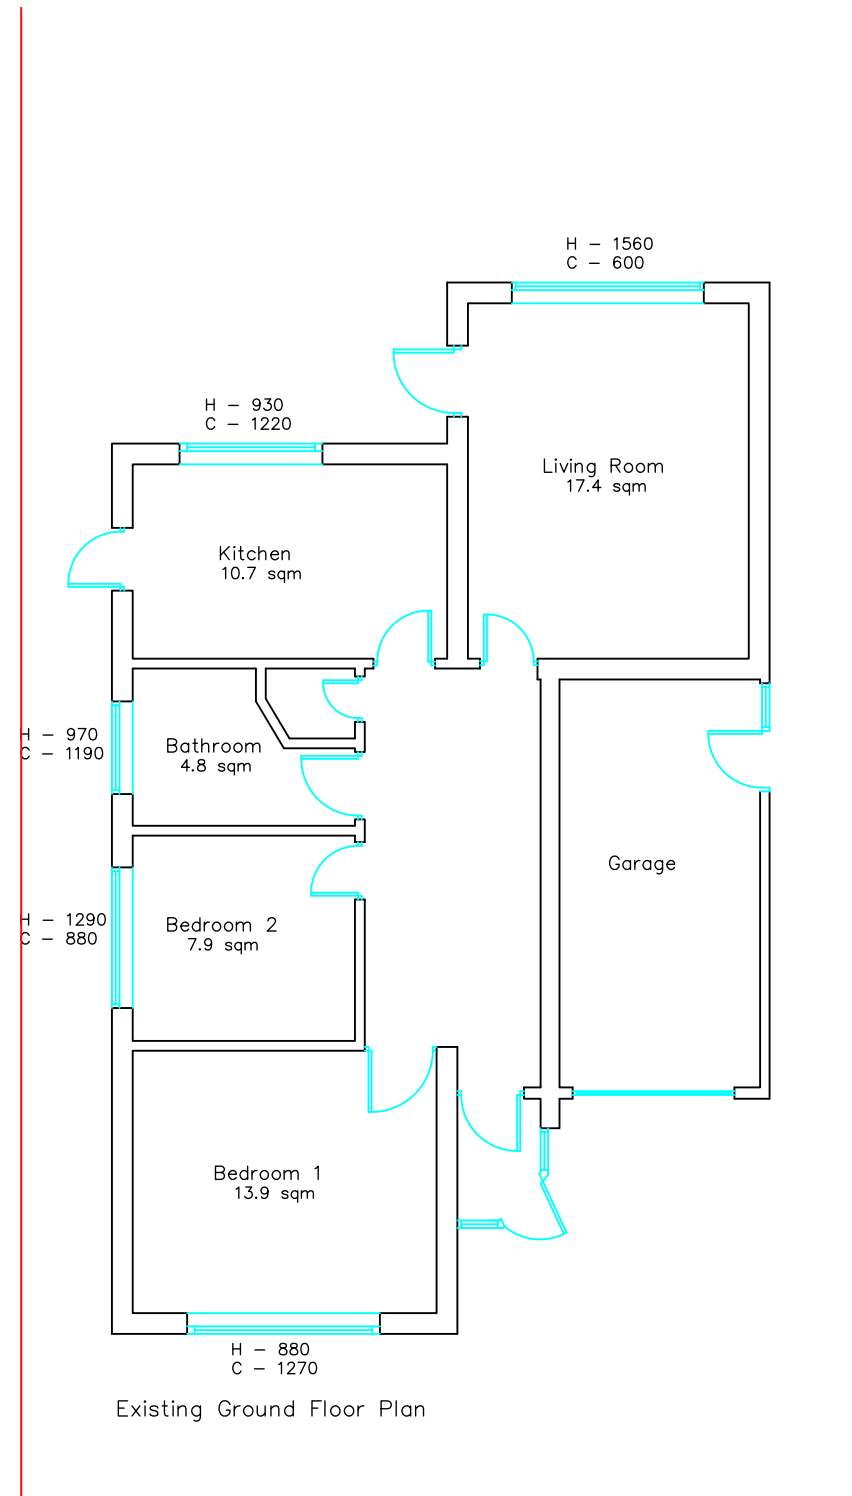 H - 1560
C - 600
H - 930
C - 1220
Living Room
17.4 sqm
Kitchen
10.7 sqm
H - 970
C - 1190
Bathroom
4.8 sqm
Garage
H - 1290
C - 880
Bedroom 2
7.9 sqm
Bedroom 1
13.9 sqm
H - 880
C - 1270
Existing Ground Floor Plan